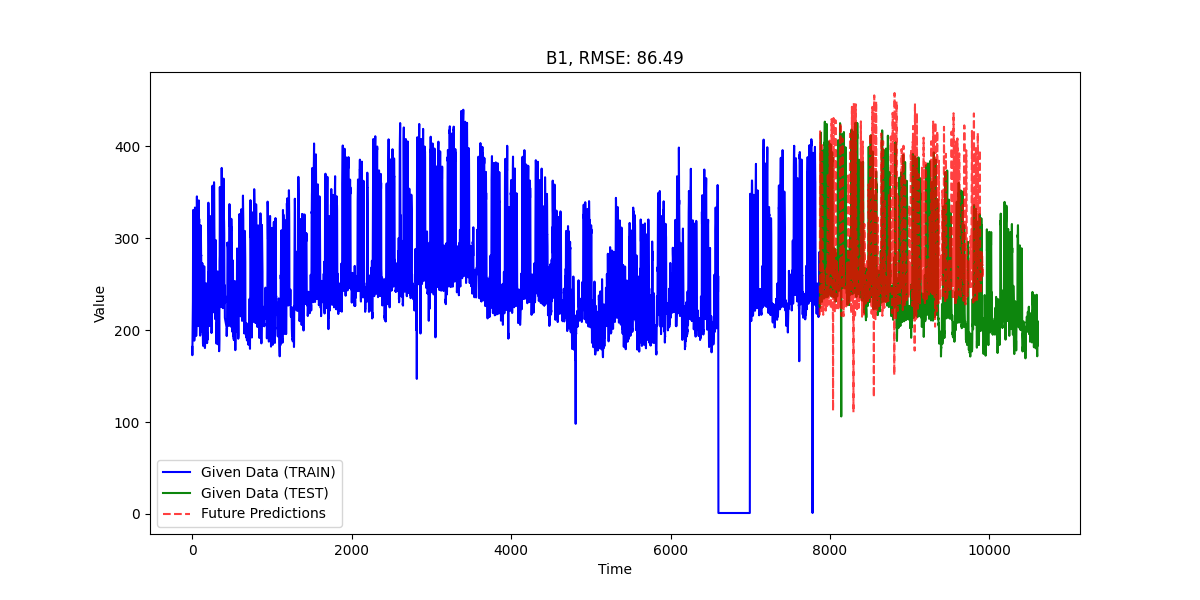 B1, RMSE: 86.49
Value
400
300
200
100
0
Given Data (TRAIN)
Given Data (TEST)
Future Predictions
0 2000 4000 6000 8000 10000
Time